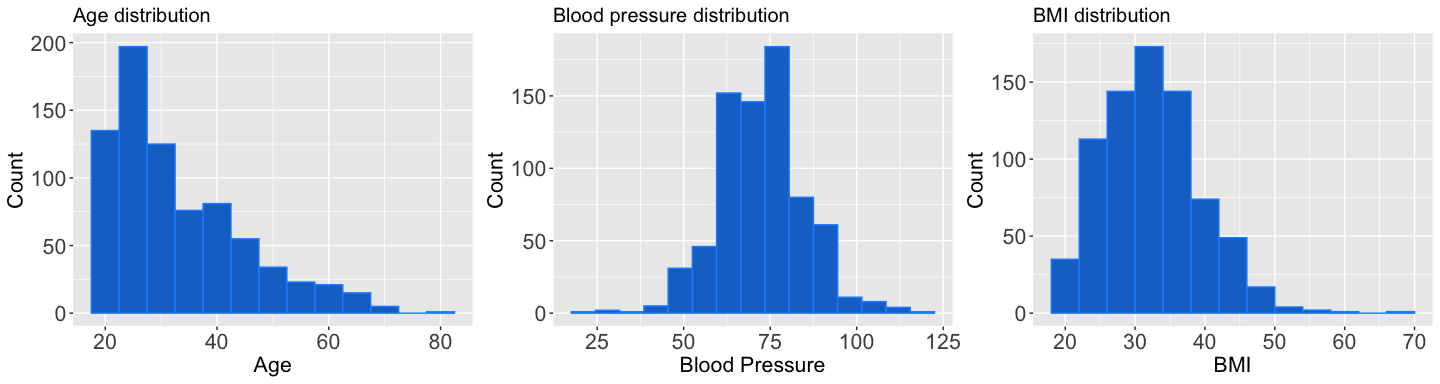 Age distribution
200
150
100
50
0
Count
20 40 60 80
Age
Blood pressure distribution
150
100
50
0
Count
25 50 75 100 125
Blood Pressure
BMI distribution
150
100
50
0
Count
20 30 40 50 60 70
BMI